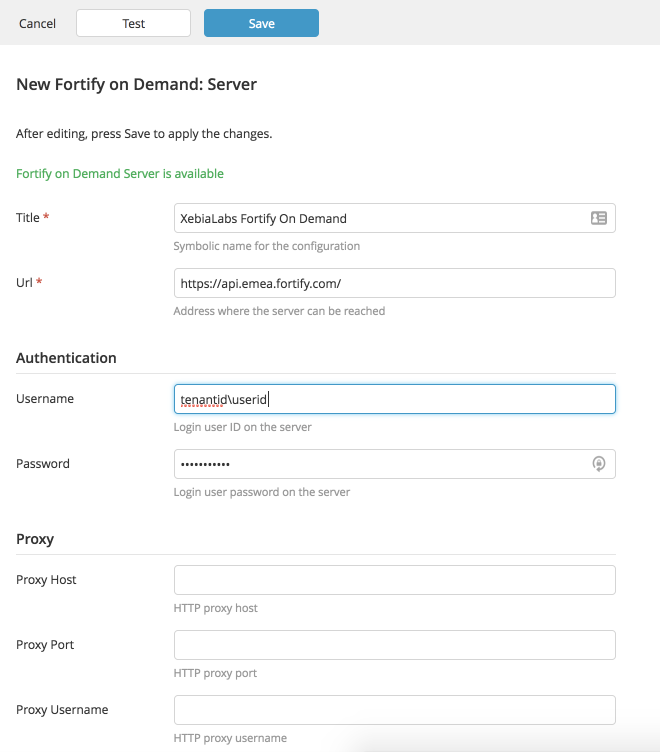 Cancel Test Save
New Fortify on Demand: Server
After editing, press Save to apply the changes.
Fortify on Demand Server is available
Title * XebiaLabs Fortify On Demand
Symbolic name for the configuration
Url * https://api.emea.fortify.com/
Address where the server can be reached
Authentication
Username tenantid\userid
Login user ID on the server
Password •••••••••••
Login user password on the server
Proxy
Proxy Host
HTTP proxy host
Proxy Port
HTTP proxy port
Proxy Username
HTTP proxy username